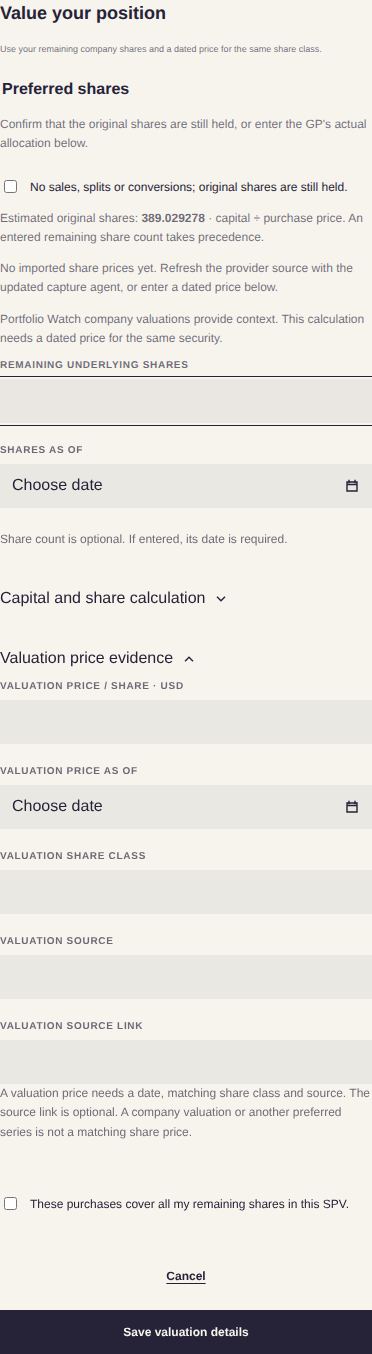 Value your position
Use your remaining company shares and a dated price for the same share class.
Preferred shares
Confirm that the original shares are still held, or enter the GP's actual
allocation below.
No sales, splits or conversions; original shares are still held.
Estimated original shares: 389.029278 · capital ÷ purchase price. An
entered remaining share count takes precedence.
No imported share prices yet. Refresh the provider source with the
updated capture agent, or enter a dated price below.
Portfolio Watch company valuations provide context. This calculation
needs a dated price for the same security.
REMAINING UNDERLYING SHARES
SHARES AS OF
Choose date
Share count is optional. If entered, its date is required.
Capital and share calculation
Valuation price evidence
VALUATION PRICE / SHARE · USD
VALUATION PRICE AS OF
Choose date
VALUATION SHARE CLASS
VALUATION SOURCE
VALUATION SOURCE LINK
A valuation price needs a date, matching share class and source. The
source link is optional. A company valuation or another preferred
series is not a matching share price.
These purchases cover all my remaining shares in this SPV.
Cancel
Save valuation details